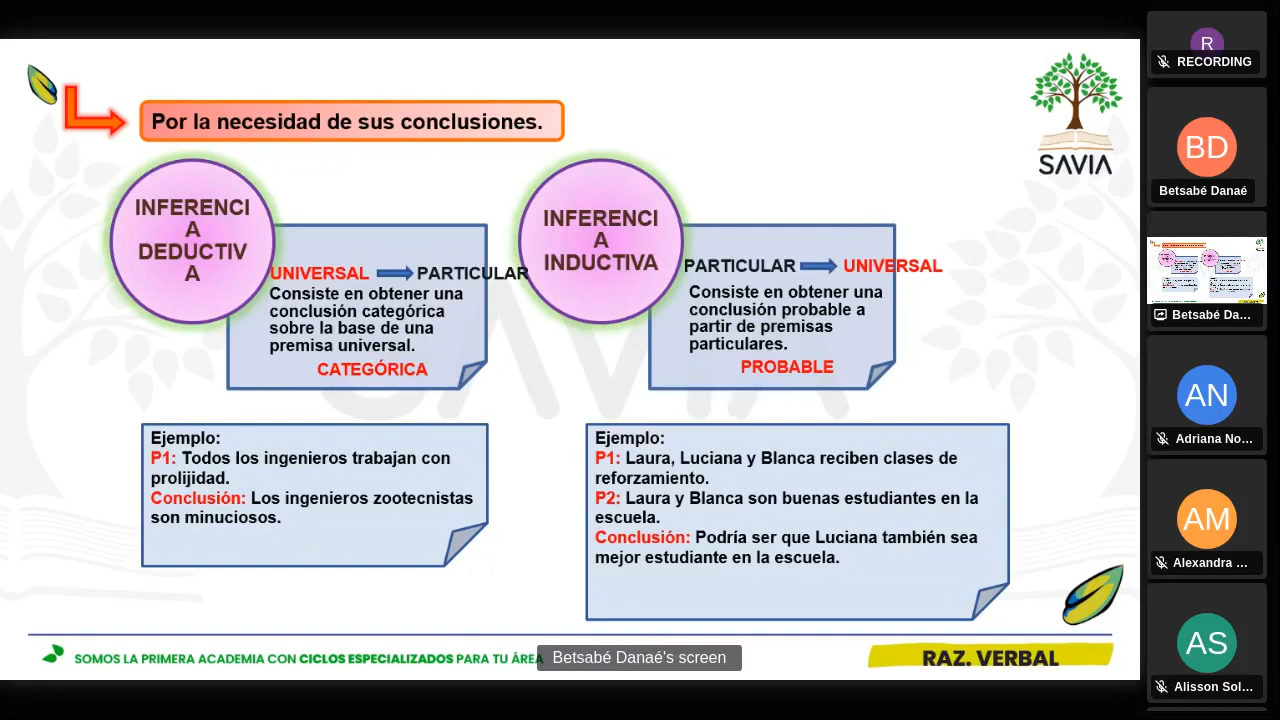 Por la necesidad de sus conclusiones.
SAVIA
INFERENCI
A
DEDUCTIV
A
UNIVERSAL
PARTICULAR
Consiste en obtener una
conclusión categórica
sobre la base de una
premisa universal.
CATEGÓRICA
INFERENCI
A
INDUCTIVA
PARTICULAR
UNIVERSAL
Consiste en obtener una
conclusión probable a
partir de premisas
particulares.
PROBABLE
SAVIA
Ejemplo:
P1: Todos los ingenieros trabajan con
prolijidad.
Conclusión: Los ingenieros zootecnistas
son minuciosos.
Ejemplo:
P1: Laura, Luciana y Blanca reciben clases de
reforzamiento.
P2: Laura y Blanca son buenas estudiantes en la
escuela.
Conclusión: Podría ser que Luciana también sea
mejor estudiante en la escuela.
SOMOS LA PRIMERA ACADEMIA CON CICLOS ESPECIALIZADOS PARA TU ÁREA
Betsabé Danaé's screen
RAZ. VERBAL
R
RECORDING
BD
Betsabé Danaé
Betsabé Da...
AN
Adriana No...
AM
Alexandra ...
AS
Alisson Sol...